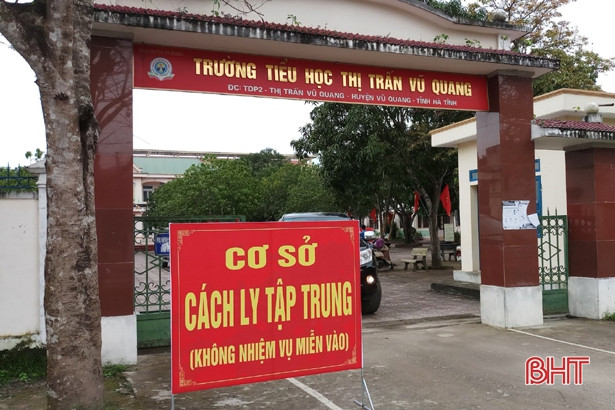 TRƯỜNG TIỂU HỌC THỊ TRẤN VŨ QUANG
ĐC: TDP2 - THỊ TRẤN VŨ QUANG - HUYỆN VŨ QUANG - TỈNH HÀ TĨNH
CƠ SỞ
CÁCH LY TẬP TRUNG
(KHÔNG NHIỆM VỤ MIỄN VÀO)
BHT